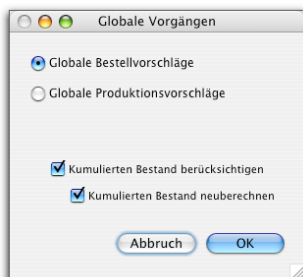 Globale Vorgängen
Globale Bestellvorschläge
Globale Produktionsvorschläge
Kumulierten Bestand berücksichtigen
Kumulierten Bestand neuberechnen
Abbruch OK